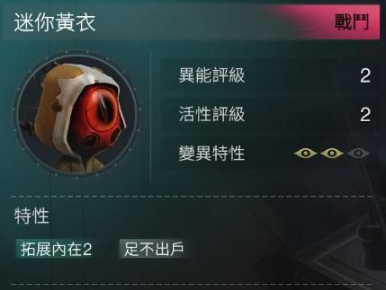 迷你黃衣
戰鬥
異能評級 2
活性評級 2
變異特性
特性
拓展內在2 足不出戶